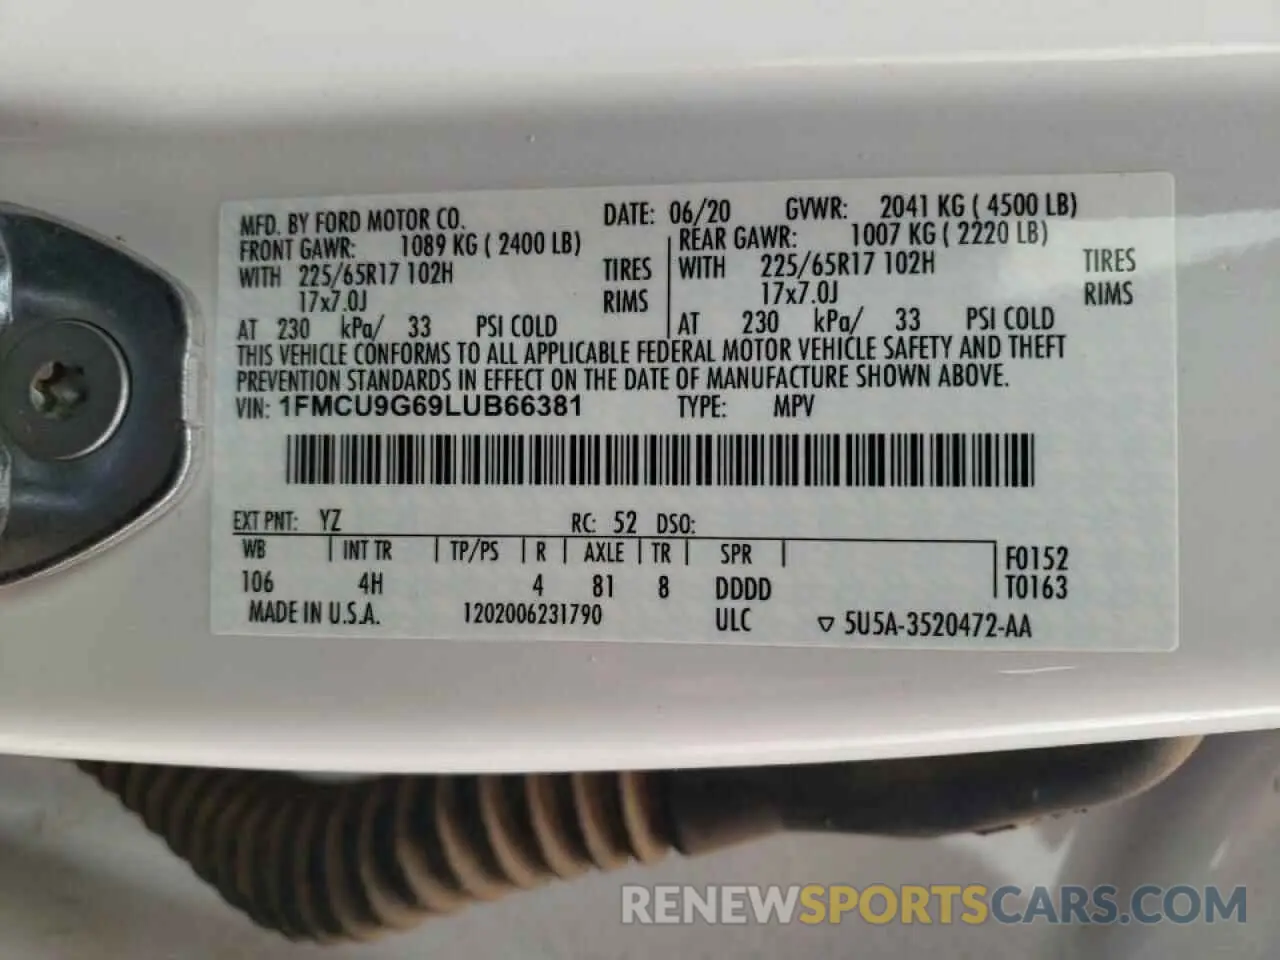 MFD. BY FORD MOTOR CO. DATE: 06/20 GVWR: 2041 KG ( 4500 LB)
FRONT GAWR: 1089 KG ( 2400 LB) REAR GAWR: 1007 KG ( 2220 LB)
WITH 225/65R17 102H TIRES WITH 225/65R17 102H TIRES
17x7.0J RIMS 17x7.0J RIMS
AT 230 kPa/ 33 PSI COLD AT 230 kPa/ 33 PSI COLD
THIS VEHICLE CONFORMS TO ALL APPLICABLE FEDERAL MOTOR VEHICLE SAFETY AND THEFT
PREVENTION STANDARDS IN EFFECT ON THE DATE OF MANUFACTURE SHOWN ABOVE.
VIN: 1FMCU9G69LUB66381 TYPE: MPV
EXT PNT: YZ RC: 52 DSO:
WB INT TR TP/PS R AXLE TR SPR F0152
106 4H 4 81 8 DDDD T0163
MADE IN U.S.A. 1202006231790 ULC ▽ 5U5A-3520472-AA
RENEWSPORTSCARS.COM